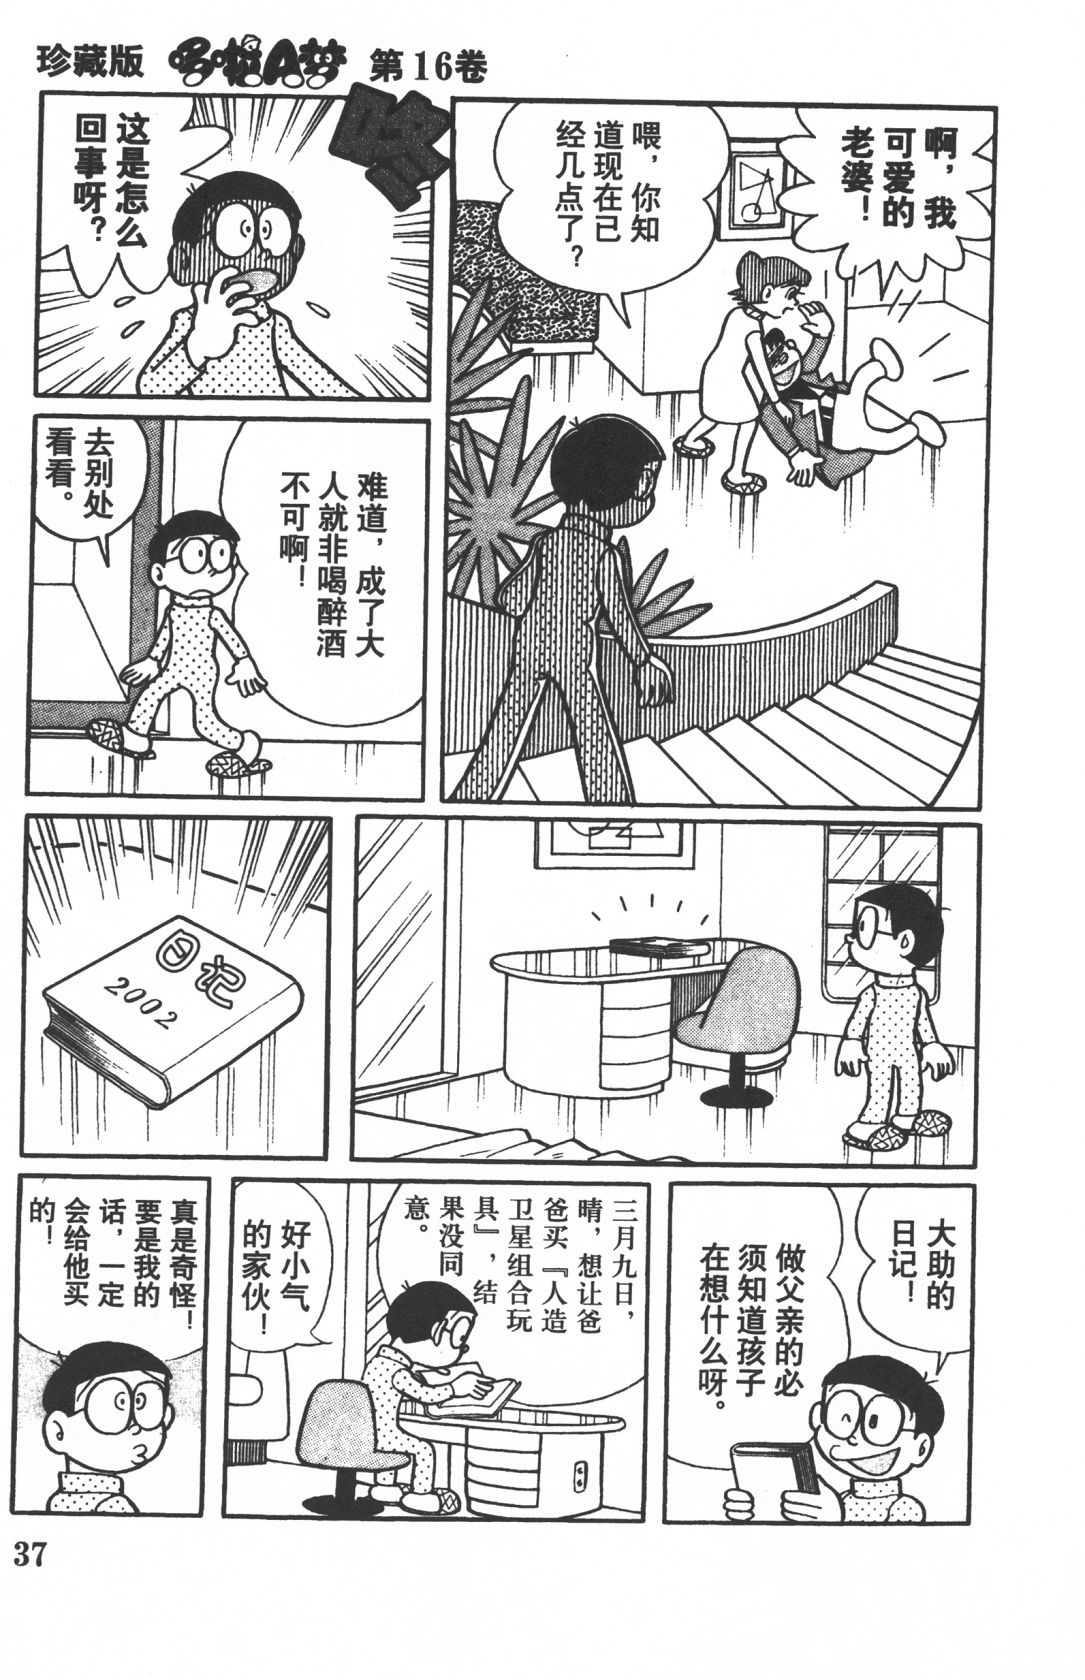 珍藏版 哆啦A梦 第16卷
啊，我
可爱的
老婆！
喂，你知
道现在已
经几点了？
咚
这是怎么
回事呀？
难道，成了大
人就非喝醉酒
不可啊！
去别处
看看。
日记
2002
大助的
日记！
做父亲的必
须知道孩子
在想什么呀。
三月九日，
晴，想让爸
爸买『人造
卫星组合玩
具』，结
果没同
意。
好小气
的家伙！
真是奇怪！
要是我的
话，一定
会给他买
的！
37